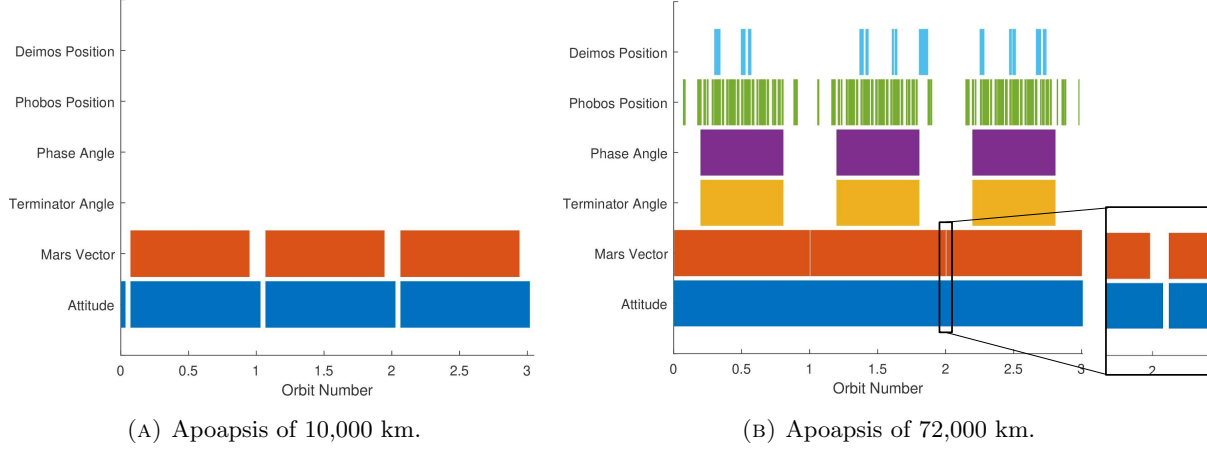 Deimos Position
Phobos Position
Phase Angle
Terminator Angle
Mars Vector
Attitude
0 0.5 1 1.5 2 2.5 3
Orbit Number
(A) Apoapsis of 10,000 km.
Deimos Position
Phobos Position
Phase Angle
Terminator Angle
Mars Vector
Attitude
0 0.5 1 1.5 2 2.5 3
2
Orbit Number
(B) Apoapsis of 72,000 km.